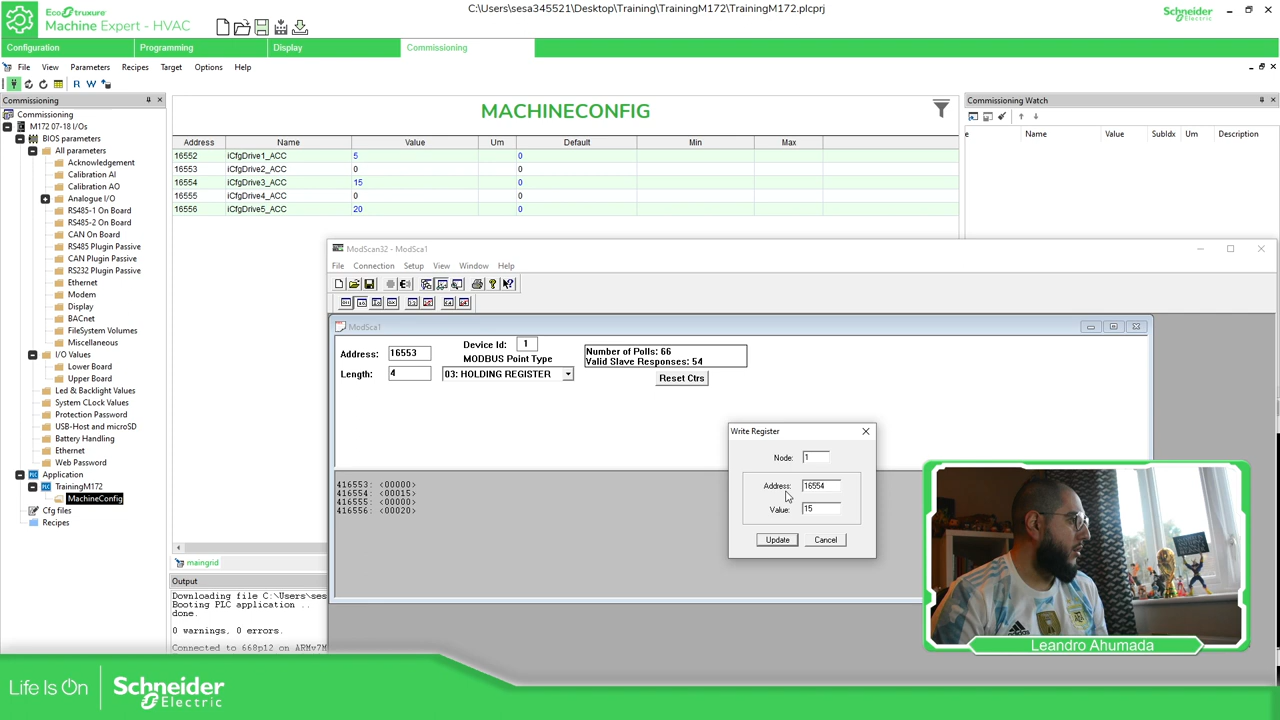 C:\Users\sesa345521\Desktop\Training\TrainingM172\TrainingM172.plcprj
EcoStruxure
Machine Expert - HVAC
Schneider Electric
Configuration Programming Display Commissioning
File View Parameters Recipes Target Options Help
R W
Commissioning
Commissioning
M172 07-18 I/Os
BIOS parameters
All parameters
Acknowledgement
Calibration AI
Calibration AO
Analogue I/O
RS485-1 On Board
RS485-2 On Board
CAN On Board
RS485 Plugin Passive
CAN Plugin Passive
RS232 Plugin Passive
Ethernet
Modem
Display
BACnet
FileSystem Volumes
Miscellaneous
I/O Values
Lower Board
Upper Board
Led & Backlight Values
System CLock Values
Protection Password
USB-Host and microSD
Battery Handling
Ethernet
Web Password
Application
TrainingM172
MachineConfig
Cfg files
Recipes
MACHINECONFIG
Address Name Value Um Default Min Max
16552 iCfgDrive1_ACC 5 0
16553 iCfgDrive2_ACC 0 0
16554 iCfgDrive3_ACC 15 0
16555 iCfgDrive4_ACC 0 0
16556 iCfgDrive5_ACC 20 0
maingrid
Output
Downloading file C:\Users\ses
Booting PLC application ..
done.
0 warnings, 0 errors.
Connected to 668p12 on ARMv7M
Commissioning Watch
e Name Value SubIdx Um Description
ModScan32 - ModSca1
File Connection Setup View Window Help
ModSca1
Address: 16553
Length: 4
Device Id: 1
MODBUS Point Type
03: HOLDING REGISTER
Number of Polls: 66
Valid Slave Responses: 54
Reset Ctrs
416553: <00000>
416554: <00015>
416555: <00000>
416556: <00020>
Write Register
Node: 1
Address: 16554
Value: 15
Update Cancel
Leandro Ahumada
Life Is On
Schneider
Electric